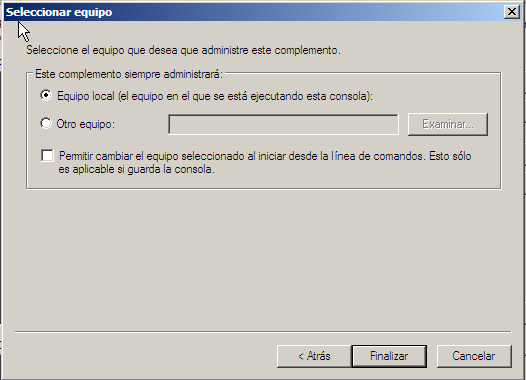 Seleccionar equipo
Seleccione el equipo que desea que administre este complemento.
Este complemento siempre administrará:
Equipo local (el equipo en el que se está ejecutando esta consola):
Otro equipo:
Examinar...
Permitir cambiar el equipo seleccionado al iniciar desde la línea de comandos. Esto sólo
es aplicable si guarda la consola.
< Atrás
Finalizar
Cancelar